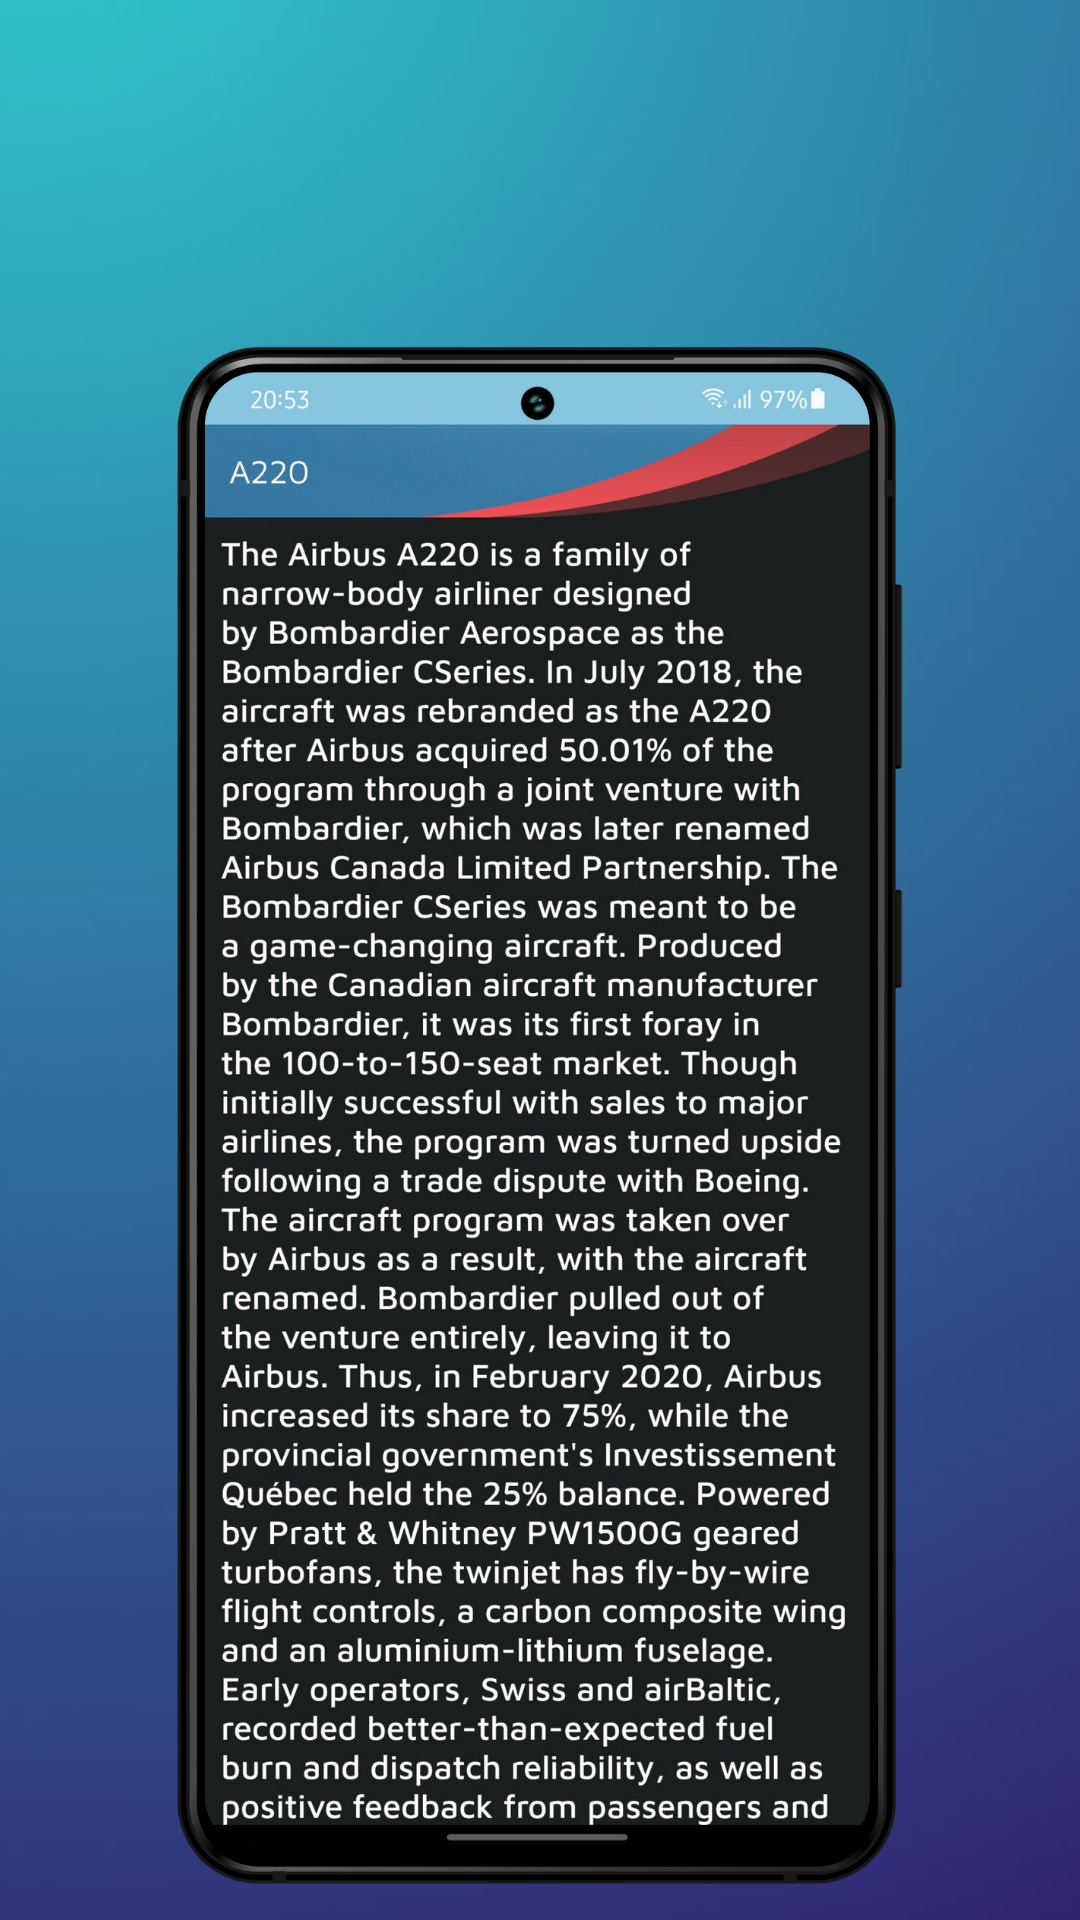 20:53
97%
A220
The Airbus A220 is a family of
narrow-body airliner designed
by Bombardier Aerospace as the
Bombardier CSeries. In July 2018, the
aircraft was rebranded as the A220
after Airbus acquired 50.01% of the
program through a joint venture with
Bombardier, which was later renamed
Airbus Canada Limited Partnership. The
Bombardier CSeries was meant to be
a game-changing aircraft. Produced
by the Canadian aircraft manufacturer
Bombardier, it was its first foray in
the 100-to-150-seat market. Though
initially successful with sales to major
airlines, the program was turned upside
following a trade dispute with Boeing.
The aircraft program was taken over
by Airbus as a result, with the aircraft
renamed. Bombardier pulled out of
the venture entirely, leaving it to
Airbus. Thus, in February 2020, Airbus
increased its share to 75%, while the
provincial government's Investissement
Québec held the 25% balance. Powered
by Pratt & Whitney PW1500G geared
turbofans, the twinjet has fly-by-wire
flight controls, a carbon composite wing
and an aluminium-lithium fuselage.
Early operators, Swiss and airBaltic,
recorded better-than-expected fuel
burn and dispatch reliability, as well as
positive feedback from passengers and